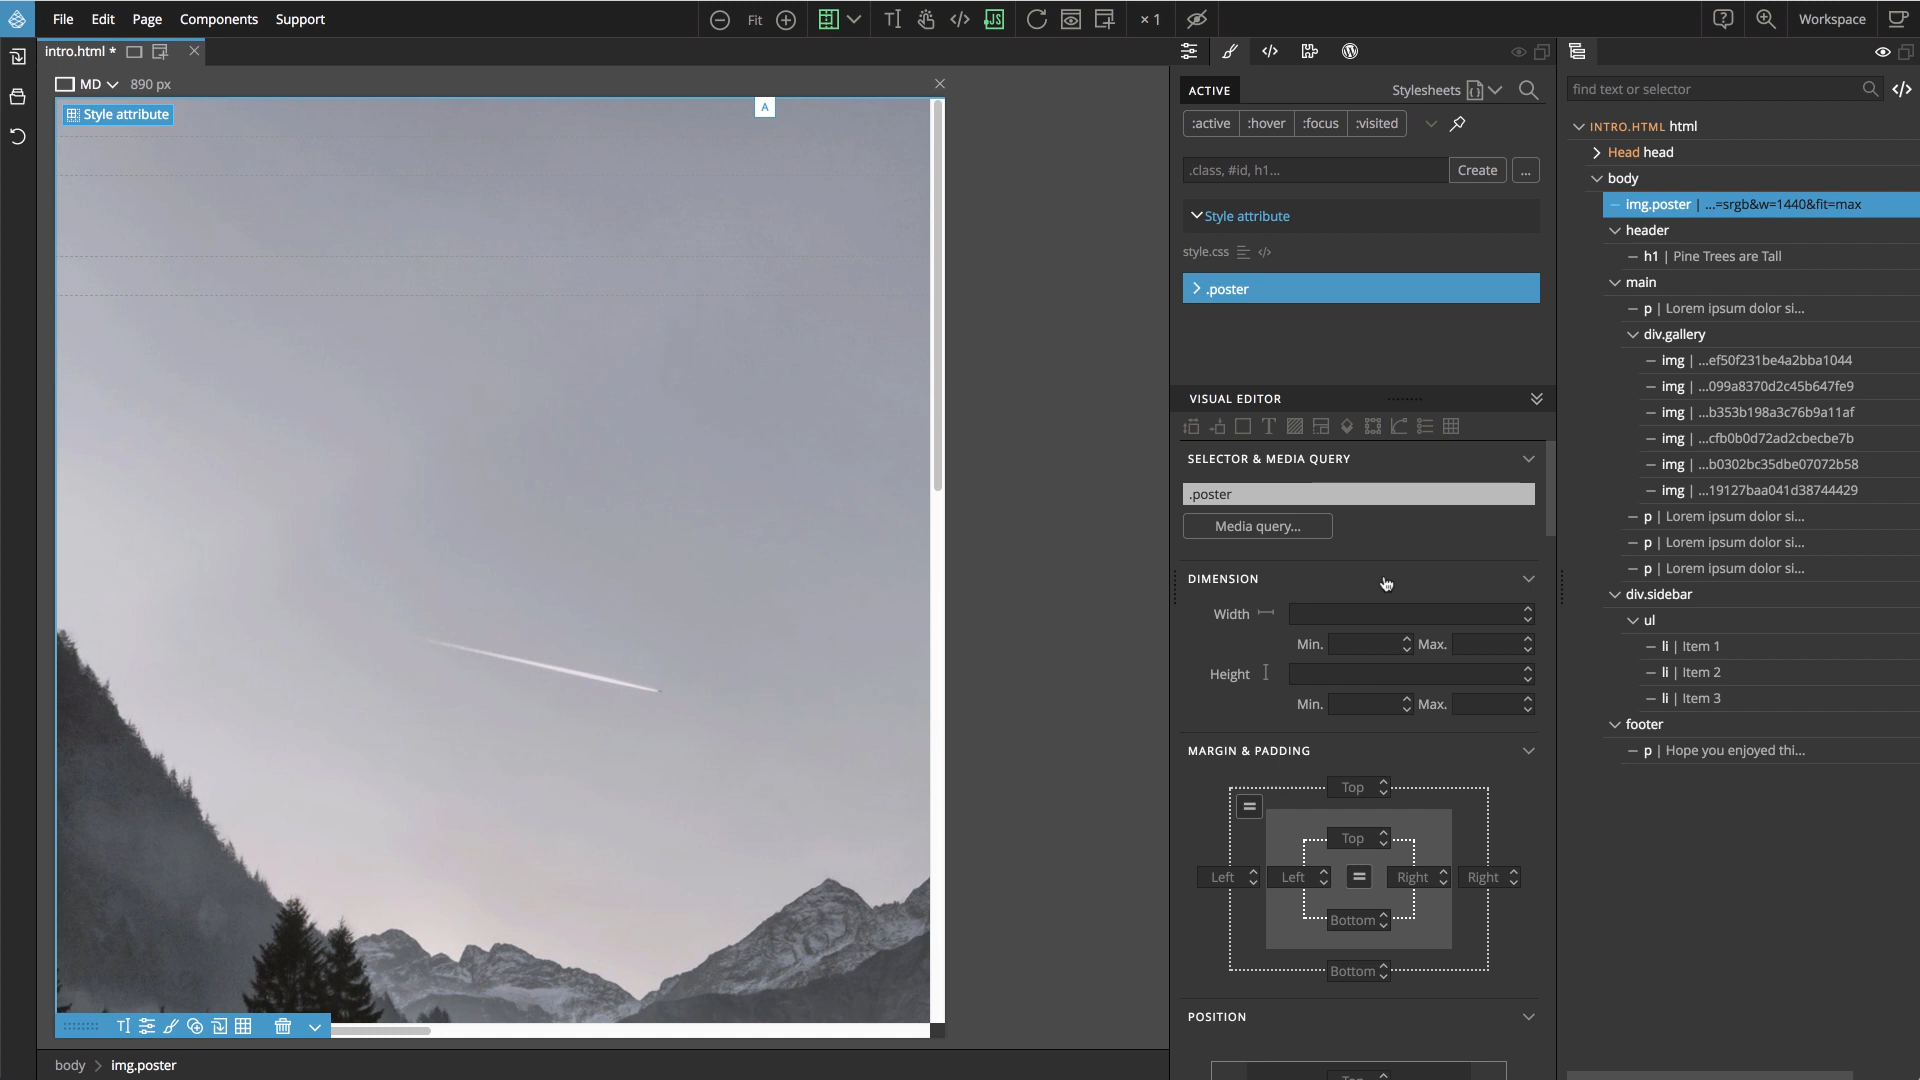 File Edit Page Components Support
Fit
JS
× 1
Workspace
intro.html *
MD 890 px
Style attribute
A
body > img.poster
ACTIVE
Stylesheets
:active :hover :focus :visited
.class, #id, h1...
Create
...
Style attribute
style.css
.poster
VISUAL EDITOR
SELECTOR & MEDIA QUERY
.poster
Media query...
DIMENSION
Width
Min. Max.
Height
Min. Max.
MARGIN & PADDING
Top
Top
Left Left Right Right
Bottom
Bottom
POSITION
Top
find text or selector
INTRO.HTML html
Head head
body
img.poster | ...=srgb&w=1440&fit=max
header
h1 | Pine Trees are Tall
main
p | Lorem ipsum dolor si...
div.gallery
img | ...ef50f231be4a2bba1044
img | ...099a8370d2c45b647fe9
img | ...b353b198a3c76b9a11af
img | ...cfb0b0d72ad2cbecbe7b
img | ...b0302bc35dbe07072b58
img | ...19127baa041d38744429
p | Lorem ipsum dolor si...
p | Lorem ipsum dolor si...
p | Lorem ipsum dolor si...
div.sidebar
ul
li | Item 1
li | Item 2
li | Item 3
footer
p | Hope you enjoyed thi...